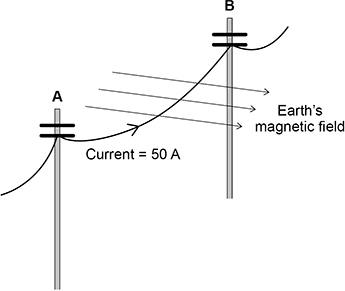 B
A
Earth's
magnetic field
Current = 50 A